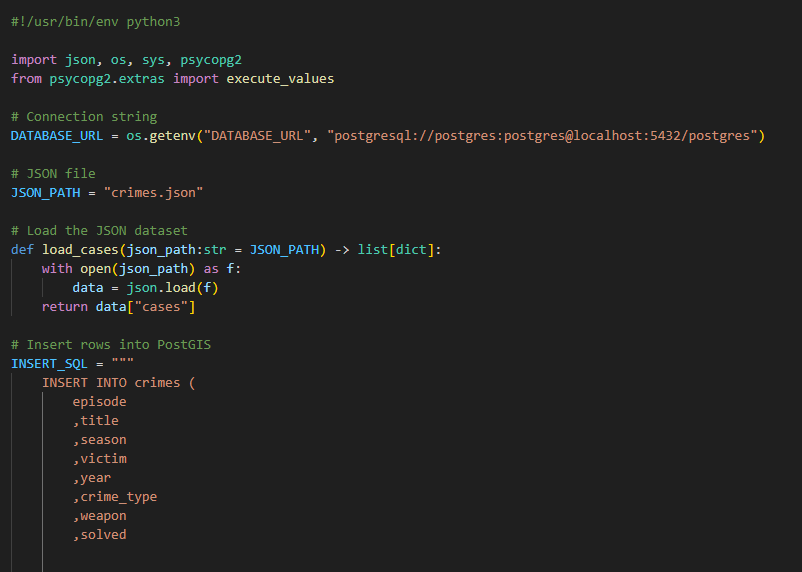 #!/usr/bin/env python3
import json, os, sys, psycopg2
from psycopg2.extras import execute_values
# Connection string
DATABASE_URL = os.getenv("DATABASE_URL", "postgresql://postgres:postgres@localhost:5432/postgres")
# JSON file
JSON_PATH = "crimes.json"
# Load the JSON dataset
def load_cases(json_path:str = JSON_PATH) -> list[dict]:
    with open(json_path) as f:
        data = json.load(f)
    return data["cases"]
# Insert rows into PostGIS
INSERT_SQL = """
    INSERT INTO crimes (
        episode
        ,title
        ,season
        ,victim
        ,year
        ,crime_type
        ,weapon
        ,solved